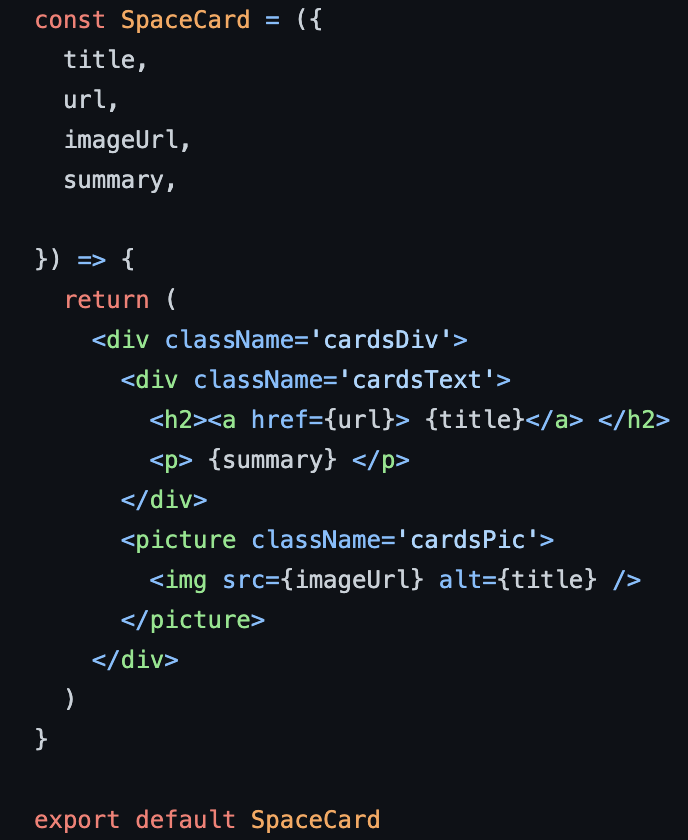 const SpaceCard = ({
  title,
  url,
  imageUrl,
  summary,

}) => {
  return (
    <div className='cardsDiv'>
      <div className='cardsText'>
        <h2><a href={url}> {title}</a> </h2>
        <p> {summary} </p>
      </div>
      <picture className='cardsPic'>
        <img src={imageUrl} alt={title} />
      </picture>
    </div>
  )
}

export default SpaceCard